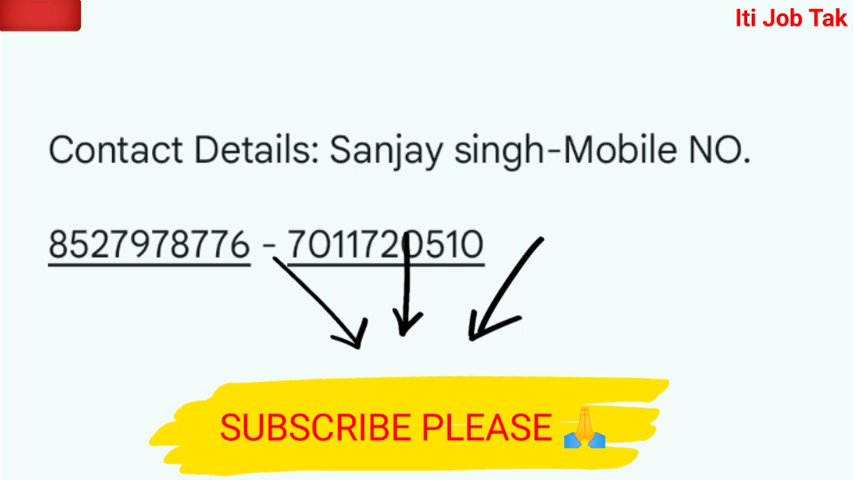 Iti Job Tak
Contact Details: Sanjay singh-Mobile NO.
8527978776 - 7011720510
SUBSCRIBE PLEASE 🙏